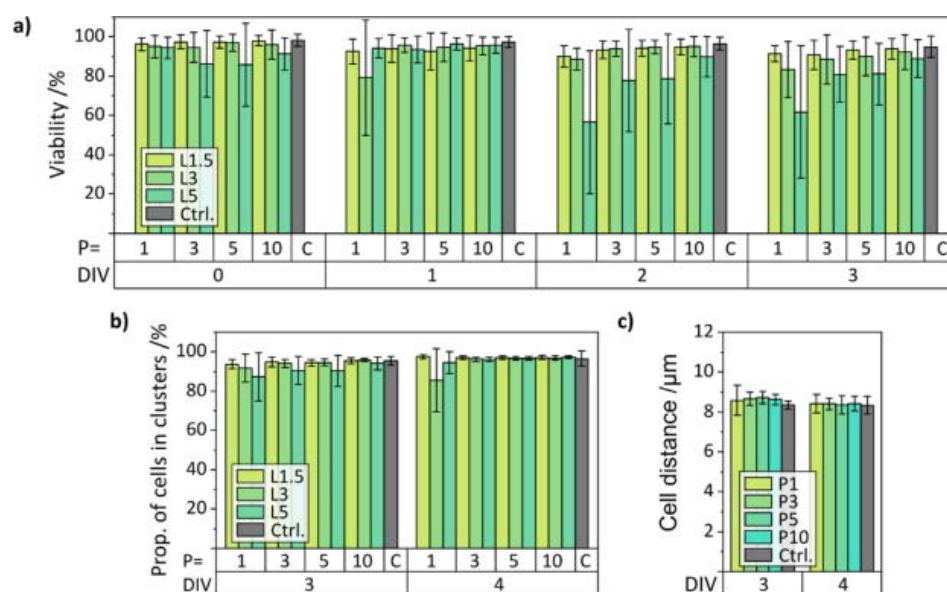 a)
Viability /%
100
80
60
40
20
L1.5
L3
L5
Ctrl.
P= 1 3 5 10 C 1 3 5 10 C 1 3 5 10 C 1 3 5 10 C
DIV 0 1 2 3
b)
Prop. of cells in clusters /%
100
80
60
40
20
L1.5
L3
L5
Ctrl.
P= 1 3 5 10 C 1 3 5 10 C
DIV 3 4
c)
Cell distance /µm
12
10
8
6
4
2
P1
P3
P5
P10
Ctrl.
DIV 3 4